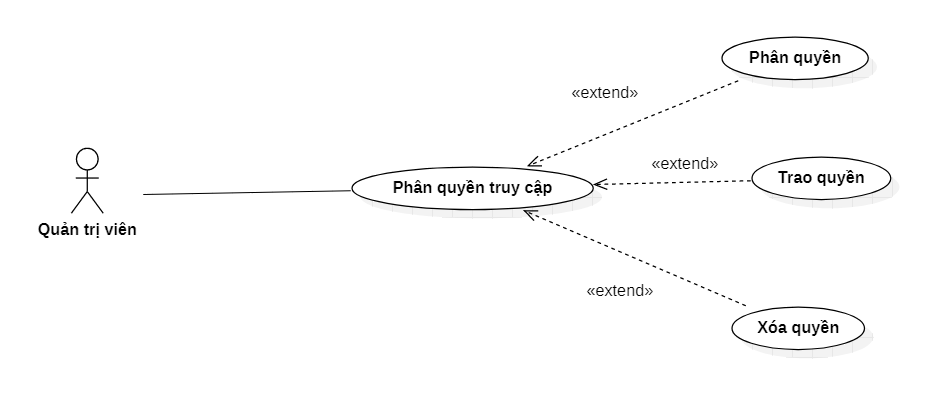 Phân quyền
«extend»
«extend»
Trao quyền
Phân quyền truy cập
Quản trị viên
«extend»
Xóa quyền